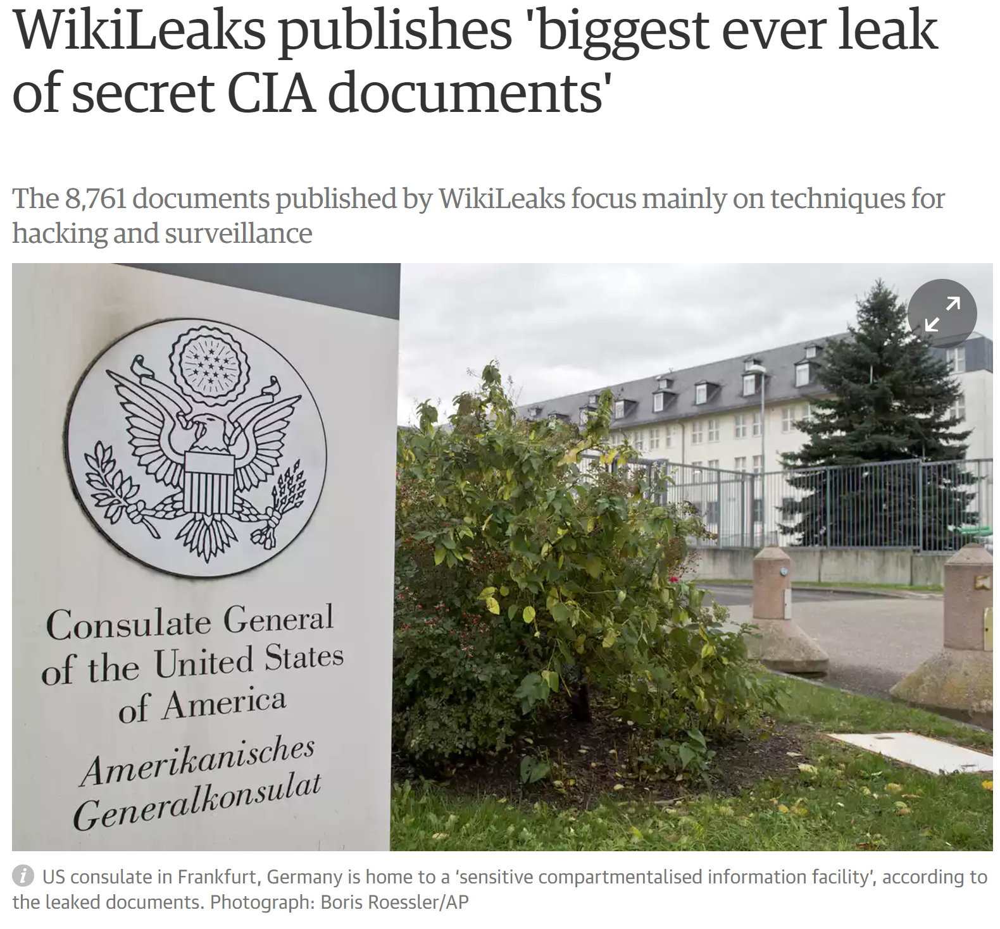 WikiLeaks publishes 'biggest ever leak
of secret CIA documents'
The 8,761 documents published by WikiLeaks focus mainly on techniques for
hacking and surveillance
Consulate General
of the United States
of America
Amerikanisches
Generalkonsulat
i US consulate in Frankfurt, Germany is home to a ‘sensitive compartmentalised information facility’, according to
the leaked documents. Photograph: Boris Roessler/AP